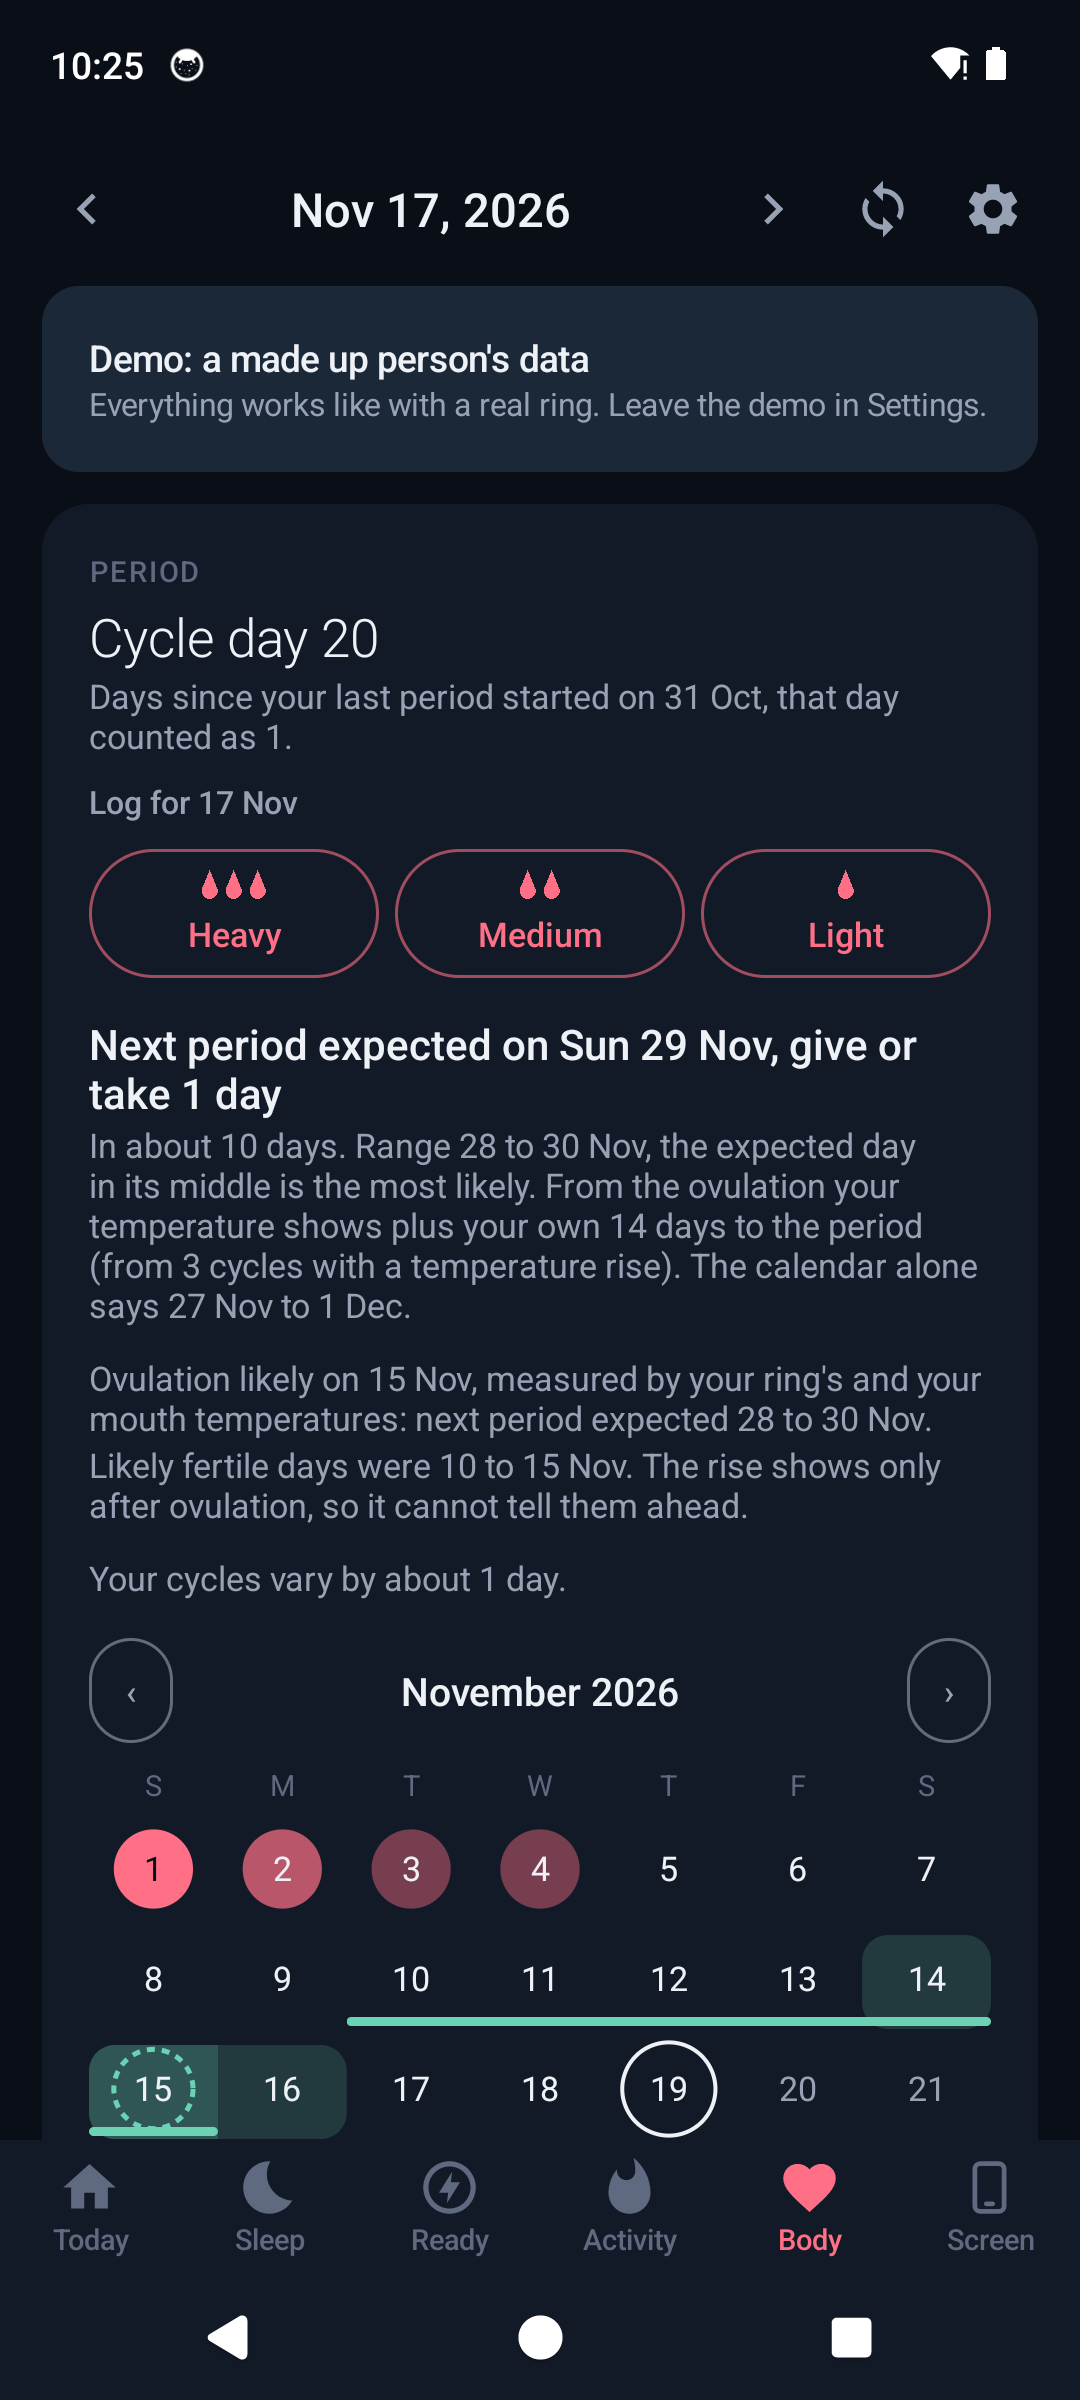 10:25
Nov 17, 2026
Demo: a made up person's data
Everything works like with a real ring. Leave the demo in Settings.
PERIOD
Cycle day 20
Days since your last period started on 31 Oct, that day
counted as 1.
Log for 17 Nov
Heavy
Medium
Light
Next period expected on Sun 29 Nov, give or
take 1 day
In about 10 days. Range 28 to 30 Nov, the expected day
in its middle is the most likely. From the ovulation your
temperature shows plus your own 14 days to the period
(from 3 cycles with a temperature rise). The calendar alone
says 27 Nov to 1 Dec.
Ovulation likely on 15 Nov, measured by your ring's and your
mouth temperatures: next period expected 28 to 30 Nov.
Likely fertile days were 10 to 15 Nov. The rise shows only
after ovulation, so it cannot tell them ahead.
Your cycles vary by about 1 day.
‹ November 2026 ›
S M T W T F S
1 2 3 4 5 6 7
8 9 10 11 12 13 14
15 16 17 18 19 20 21
Today Sleep Ready Activity Body Screen